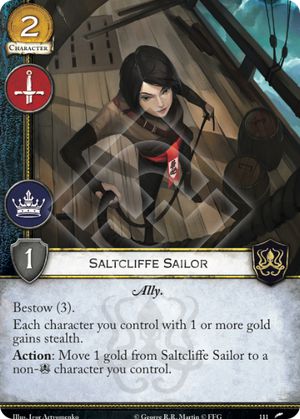 2
CHARACTER
1
SALTCLIFFE SAILOR
Ally.
Bestow (3).
Each character you control with 1 or more gold
gains stealth.
Action: Move 1 gold from Saltcliffe Sailor to a
non- character you control.
Illus. Igor Artyomenko © George R.R. Martin © FFG 111